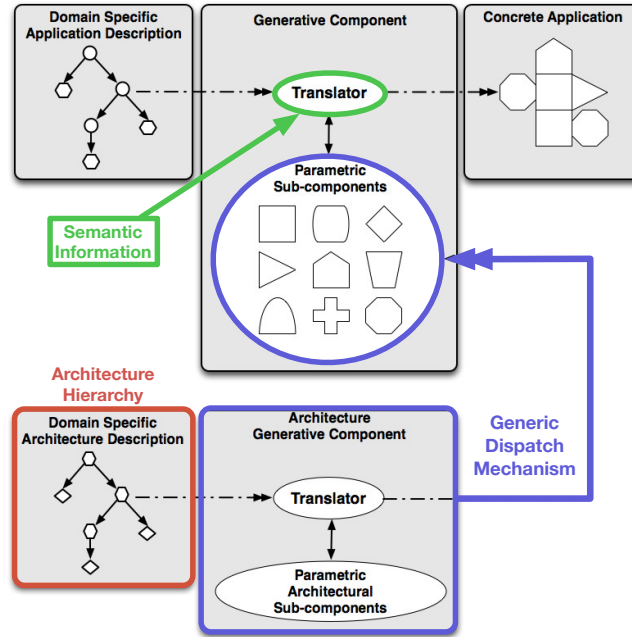 Domain Specific
Application Description
Generative Component
Concrete Application
Translator
Parametric
Sub-components
Semantic
Information
Architecture
Hierarchy
Domain Specific
Architecture Description
Architecture
Generative Component
Generic
Dispatch
Mechanism
Translator
Parametric
Architectural
Sub-components